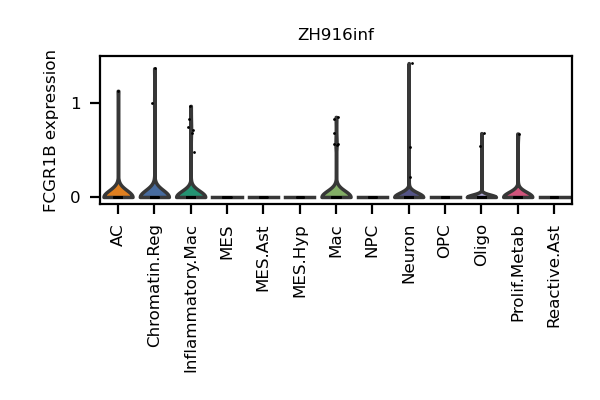 ZH916inf
FCGR1B expression
1
0
AC
Chromatin.Reg
Inflammatory.Mac
MES
MES.Ast
MES.Hyp
Mac
NPC
Neuron
OPC
Oligo
Prolif.Metab
Reactive.Ast